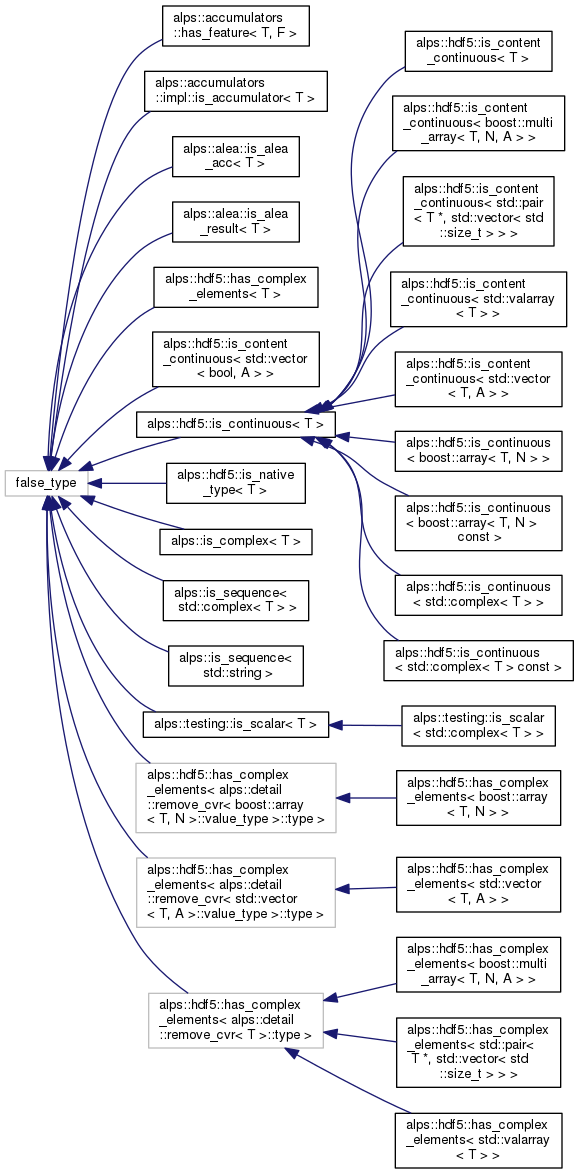 false_type
alps::accumulators
::has_feature< T, F >
alps::accumulators
::impl::is_accumulator< T >
alps::alea::is_alea
_acc< T >
alps::alea::is_alea
_result< T >
alps::hdf5::has_complex
_elements< T >
alps::hdf5::is_content
_continuous< std::vector
< bool, A > >
alps::hdf5::is_continuous< T >
alps::hdf5::is_native
_type< T >
alps::is_complex< T >
alps::is_sequence<
std::complex< T > >
alps::is_sequence<
std::string >
alps::testing::is_scalar< T >
alps::hdf5::has_complex
_elements< alps::detail
::remove_cvr< boost::array
< T, N >::value_type >::type >
alps::hdf5::has_complex
_elements< alps::detail
::remove_cvr< std::vector
< T, A >::value_type >::type >
alps::hdf5::has_complex
_elements< alps::detail
::remove_cvr< T >::type >
alps::hdf5::is_content
_continuous< T >
alps::hdf5::is_content
_continuous< boost::multi
_array< T, N, A > >
alps::hdf5::is_content
_continuous< std::pair
< T *, std::vector< std
::size_t > > >
alps::hdf5::is_content
_continuous< std::valarray
< T > >
alps::hdf5::is_content
_continuous< std::vector
< T, A > >
alps::hdf5::is_continuous
< boost::array< T, N > >
alps::hdf5::is_continuous
< boost::array< T, N >
const >
alps::hdf5::is_continuous
< std::complex< T > >
alps::hdf5::is_continuous
< std::complex< T > const >
alps::testing::is_scalar
< std::complex< T > >
alps::hdf5::has_complex
_elements< boost::array
< T, N > >
alps::hdf5::has_complex
_elements< std::vector
< T, A > >
alps::hdf5::has_complex
_elements< boost::multi
_array< T, N, A > >
alps::hdf5::has_complex
_elements< std::pair<
T *, std::vector< std
::size_t > > >
alps::hdf5::has_complex
_elements< std::valarray
< T > >